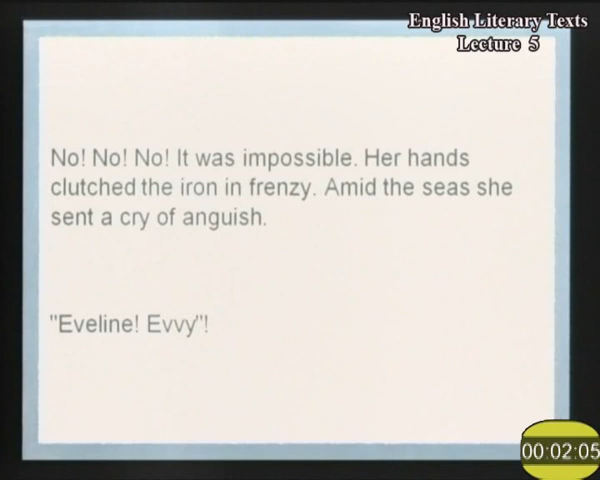 English Literary Texts
Lecture 5
No! No! No! It was impossible. Her hands
clutched the iron in frenzy. Amid the seas she
sent a cry of anguish.
"Eveline! Evvy"!
00:02:05